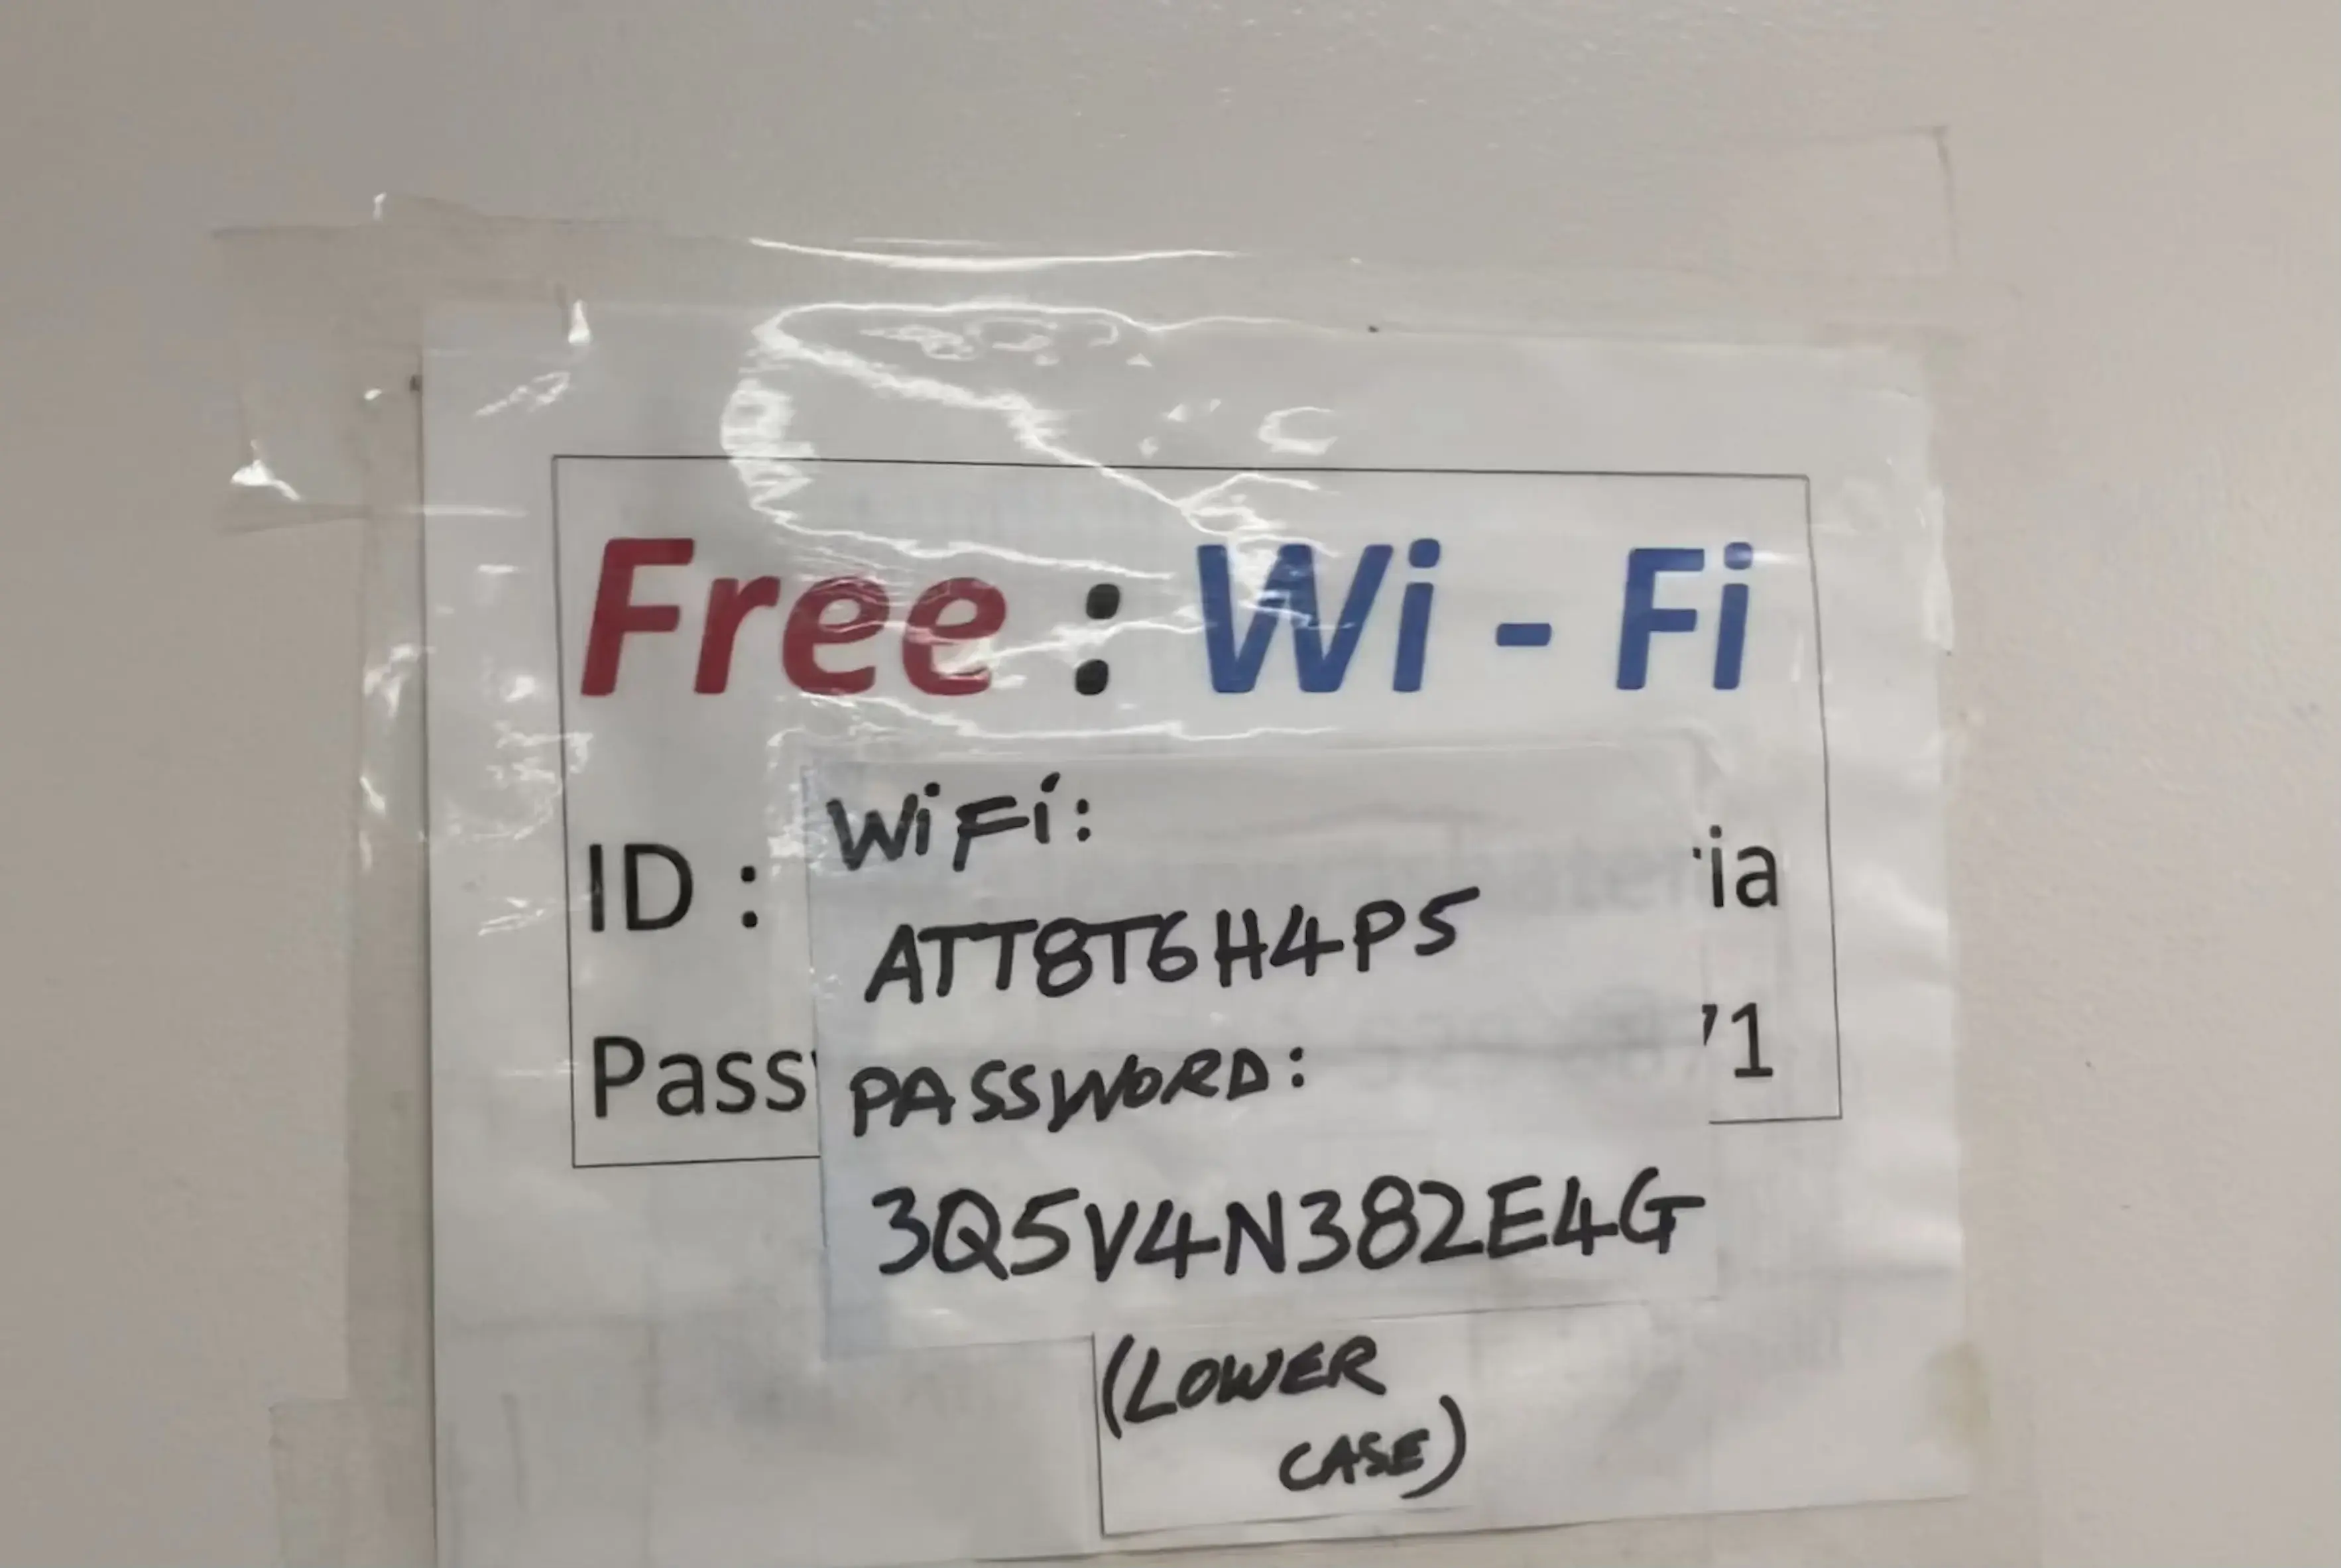 Free : Wi - Fi
WiFi:
ID : ia
ATT8T6H4P5
Pass 71
PASSWORD:
3Q5V4N382E4G
(LOWER
CASE)